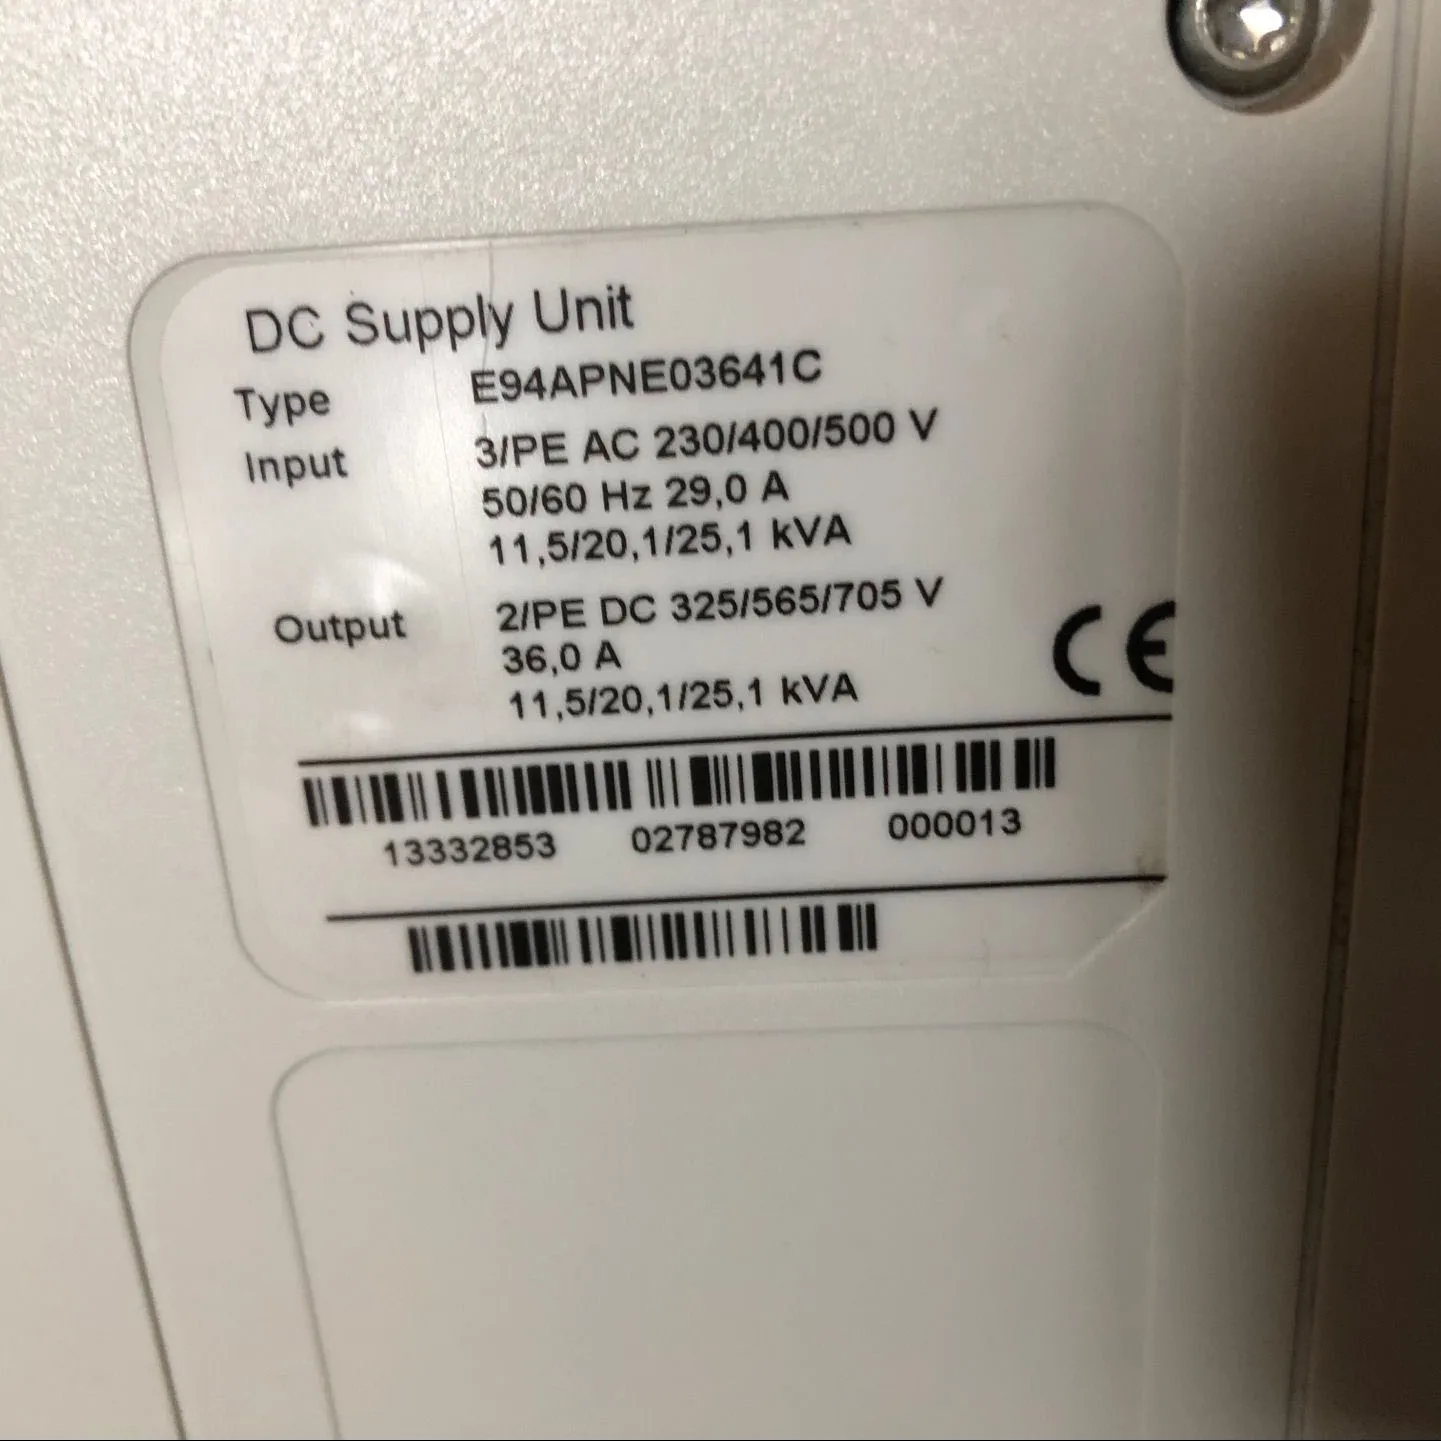 DC Supply Unit
Type E94APNE03641C
Input 3/PE AC 230/400/500 V
50/60 Hz 29,0 A
11,5/20,1/25,1 kVA
Output 2/PE DC 325/565/705 V
36,0 A
11,5/20,1/25,1 kVA
CE
13332853 02787982 000013